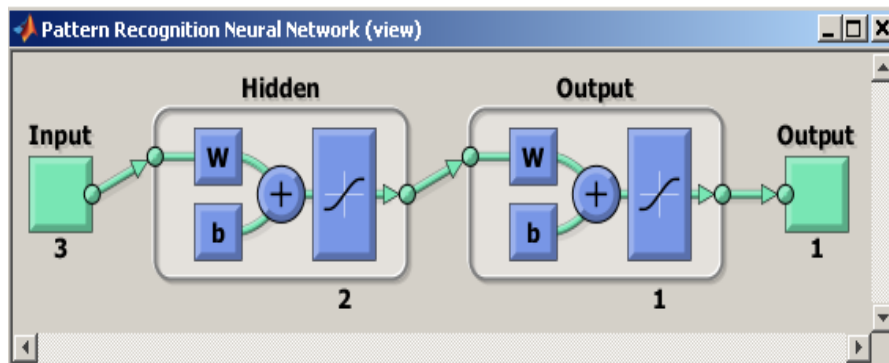 Pattern Recognition Neural Network (view)
Hidden Output
Input Output
W W
+ +
b b
3 1
2 1